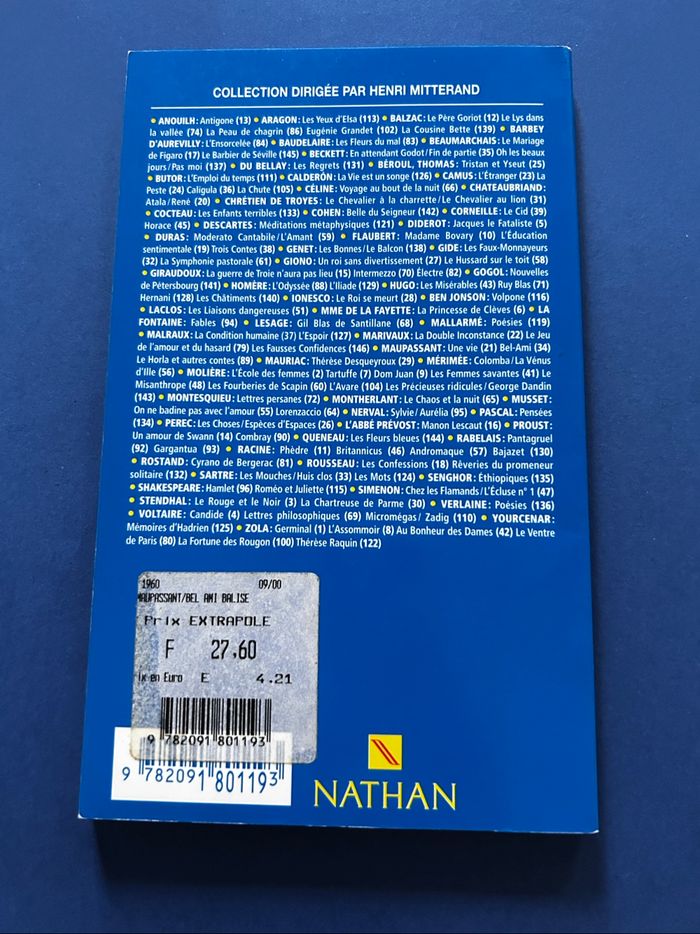 COLLECTION DIRIGÉE PAR HENRI MITTERAND
• ANOUILH: Antigone (13) • ARAGON: Les Yeux d'Elsa (113) • BALZAC: Le Père Goriot (12) Le Lys dans
la vallée (74) La Peau de chagrin (86) Eugénie Grandet (102) La Cousine Bette (139) • BARBEY
D'AUREVILLY: L'Ensorcelée (84) • BAUDELAIRE: Les Fleurs du mal (83) • BEAUMARCHAIS: Le Mariage
de Figaro (17) Le Barbier de Séville (145) • BECKETT: En attendant Godot/Fin de partie (35) Oh les beaux
jours/Pas moi (137) • DU BELLAY: Les Regrets (131) • BÉROUL, THOMAS: Tristan et Yseut (25)
• BUTOR: L'Emploi du temps (111) • CALDERÓN: La Vie est un songe (126) • CAMUS: L'Étranger (23) La
Peste (24) Caligula (36) La Chute (105) • CÉLINE: Voyage au bout de la nuit (66) • CHATEAUBRIAND:
Atala/René (20) • CHRÉTIEN DE TROYES: Le Chevalier à la charrette/Le Chevalier au lion (31)
• COCTEAU: Les Enfants terribles (133) • COHEN: Belle du Seigneur (142) • CORNEILLE: Le Cid (39)
Horace (45) • DESCARTES: Méditations métaphysiques (121) • DIDEROT: Jacques le Fataliste (5)
• DURAS: Moderato Cantabile/L'Amant (59) • FLAUBERT: Madame Bovary (10) L'Éducation
sentimentale (19) Trois Contes (38) • GENET: Les Bonnes/Le Balcon (138) • GIDE: Les Faux-Monnayeurs
(32) La Symphonie pastorale (61) • GIONO: Un roi sans divertissement (27) Le Hussard sur le toit (58)
• GIRAUDOUX: La guerre de Troie n'aura pas lieu (15) Intermezzo (70) Électre (82) • GOGOL: Nouvelles
de Pétersbourg (141) • HOMÈRE: L'Odyssée (88) L'Iliade (129) • HUGO: Les Misérables (43) Ruy Blas (71)
Hernani (128) Les Châtiments (140) • IONESCO: Le Roi se meurt (28) • BEN JONSON: Volpone (116)
• LACLOS: Les Liaisons dangereuses (51) • MME DE LA FAYETTE: La Princesse de Clèves (6) • LA
FONTAINE: Fables (94) • LESAGE: Gil Blas de Santillane (68) • MALLARMÉ: Poésies (119)
• MALRAUX: La Condition humaine (37) L'Espoir (127) • MARIVAUX: La Double Inconstance (22) Le Jeu
de l'amour et du hasard (79) Les Fausses Confidences (146) • MAUPASSANT: Une vie (21) Bel-Ami (34)
Le Horla et autres contes (89) • MAURIAC: Thérèse Desqueyroux (29) • MÉRIMÉE: Colomba/La Vénus
d'Ille (56) • MOLIÈRE: L'École des femmes (2) Tartuffe (7) Dom Juan (9) Les Femmes savantes (41) Le
Misanthrope (48) Les Fourberies de Scapin (60) L'Avare (104) Les Précieuses ridicules/George Dandin
(143) • MONTESQUIEU: Lettres persanes (72) • MONTHERLANT: Le Chaos et la nuit (65) • MUSSET:
On ne badine pas avec l'amour (55) Lorenzaccio (64) • NERVAL: Sylvie/Aurélia (95) • PASCAL: Pensées
(134) • PEREC: Les Choses/Espèces d'Espaces (26) • L'ABBÉ PRÉVOST: Manon Lescaut (16) • PROUST:
Un amour de Swann (14) Combray (90) • QUENEAU: Les Fleurs bleues (144) • RABELAIS: Pantagruel
(92) Gargantua (93) • RACINE: Phèdre (11) Britannicus (46) Andromaque (57) Bajazet (130)
• ROSTAND: Cyrano de Bergerac (81) • ROUSSEAU: Les Confessions (18) Rêveries du promeneur
solitaire (132) • SARTRE: Les Mouches/Huis clos (33) Les Mots (124) • SENGHOR: Éthiopiques (135)
• SHAKESPEARE: Hamlet (96) Roméo et Juliette (115) • SIMENON: Chez les Flamands/L'Écluse n° 1 (47)
• STENDHAL: Le Rouge et le Noir (3) La Chartreuse de Parme (30) • VERLAINE: Poésies (136)
• VOLTAIRE: Candide (4) Lettres philosophiques (69) Micromégas/Zadig (110) • YOURCENAR:
Mémoires d'Hadrien (125) • ZOLA: Germinal (1) L'Assommoir (8) Au Bonheur des Dames (42) Le Ventre
de Paris (80) La Fortune des Rougon (100) Thérèse Raquin (122)
1960 09/00
MAUPASSANT/BEL AMI BALISE
Prix EXTRAPOLE
F 27,60
ix en Euro E 4.21
9 782091 801193
9 782091 801193
NATHAN